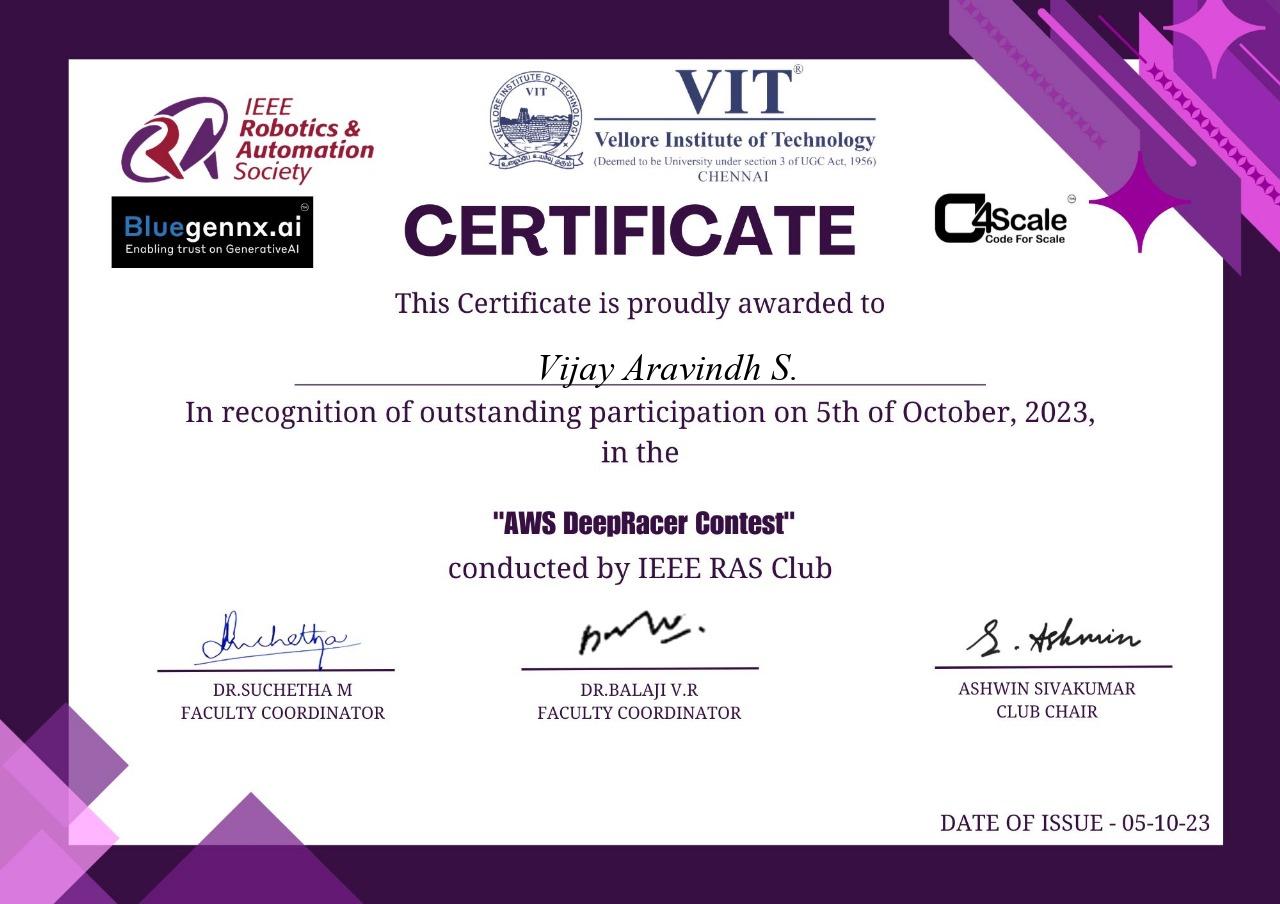 IEEE
Robotics &
Automation
Society
VELLORE INSTITUTE OF TECHNOLOGY
VIT
VIT®
Vellore Institute of Technology
(Deemed to be University under section 3 of UGC Act, 1956)
CHENNAI
Bluegennx.ai
Enabling trust on GenerativeAI
CERTIFICATE
C4Scale
Code For Scale
This Certificate is proudly awarded to
Vijay Aravindh S.
In recognition of outstanding participation on 5th of October, 2023,
in the
"AWS DeepRacer Contest"
conducted by IEEE RAS Club
Suchetha
S. Ashwin
DR.SUCHETHA M
FACULTY COORDINATOR
DR.BALAJI V.R
FACULTY COORDINATOR
ASHWIN SIVAKUMAR
CLUB CHAIR
DATE OF ISSUE - 05-10-23